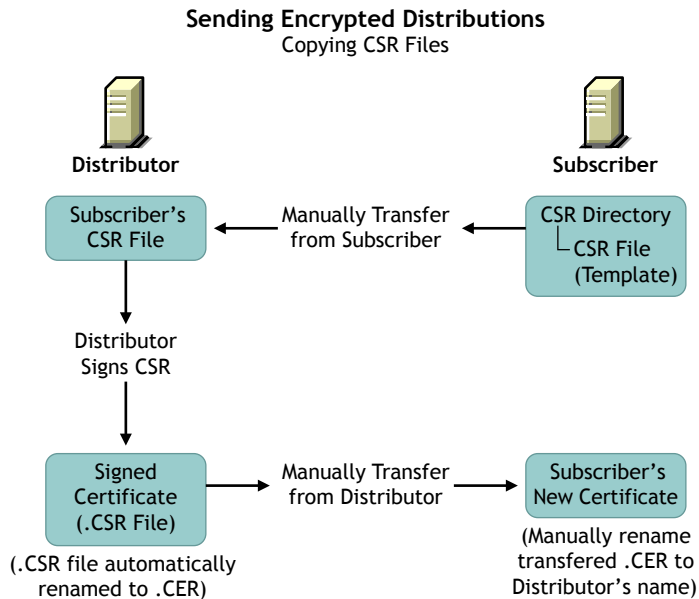 Sending Encrypted Distributions
Copying CSR Files
Distributor
Subscriber
Subscriber's
CSR File
Manually Transfer
from Subscriber
CSR Directory
CSR File
(Template)
Distributor
Signs CSR
Signed
Certificate
(.CSR File)
Manually Transfer
from Distributor
Subscriber's
New Certificate
(.CSR file automatically
renamed to .CER)
(Manually rename
transfered .CER to
Distributor's name)